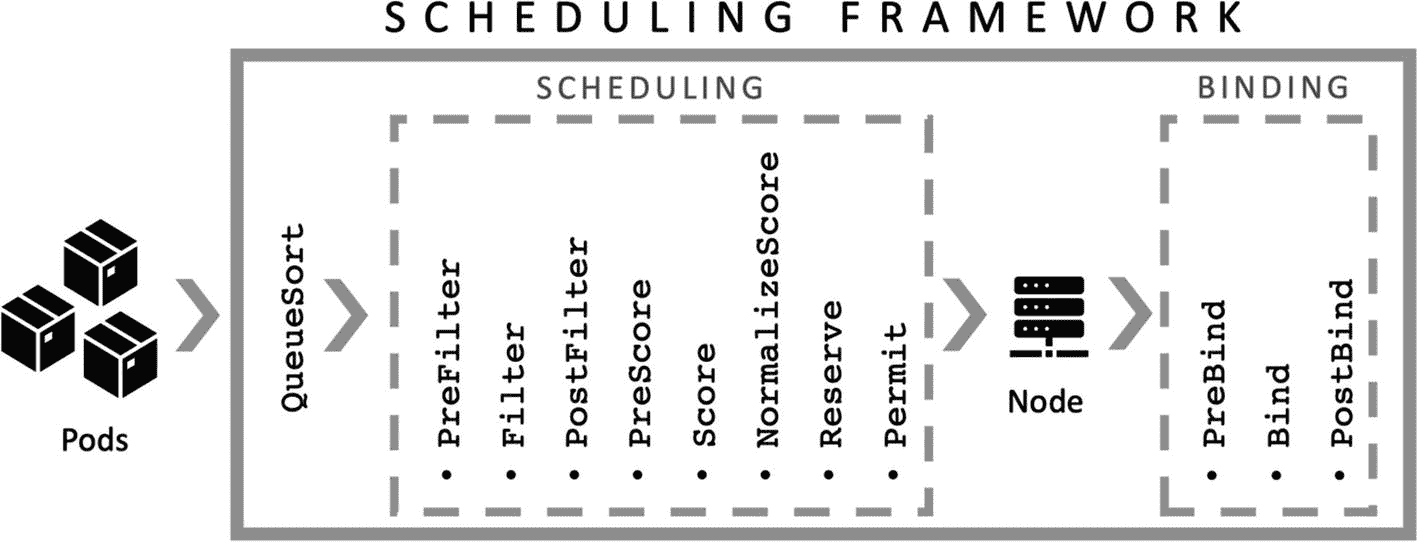 SCHEDULING FRAMEWORK
SCHEDULING
BINDING
Pods
QueueSort
• PreFilter
• Filter
• PostFilter
• PreScore
• Score
• NormalizeScore
• Reserve
• Permit
Node
• PreBind
• Bind
• PostBind